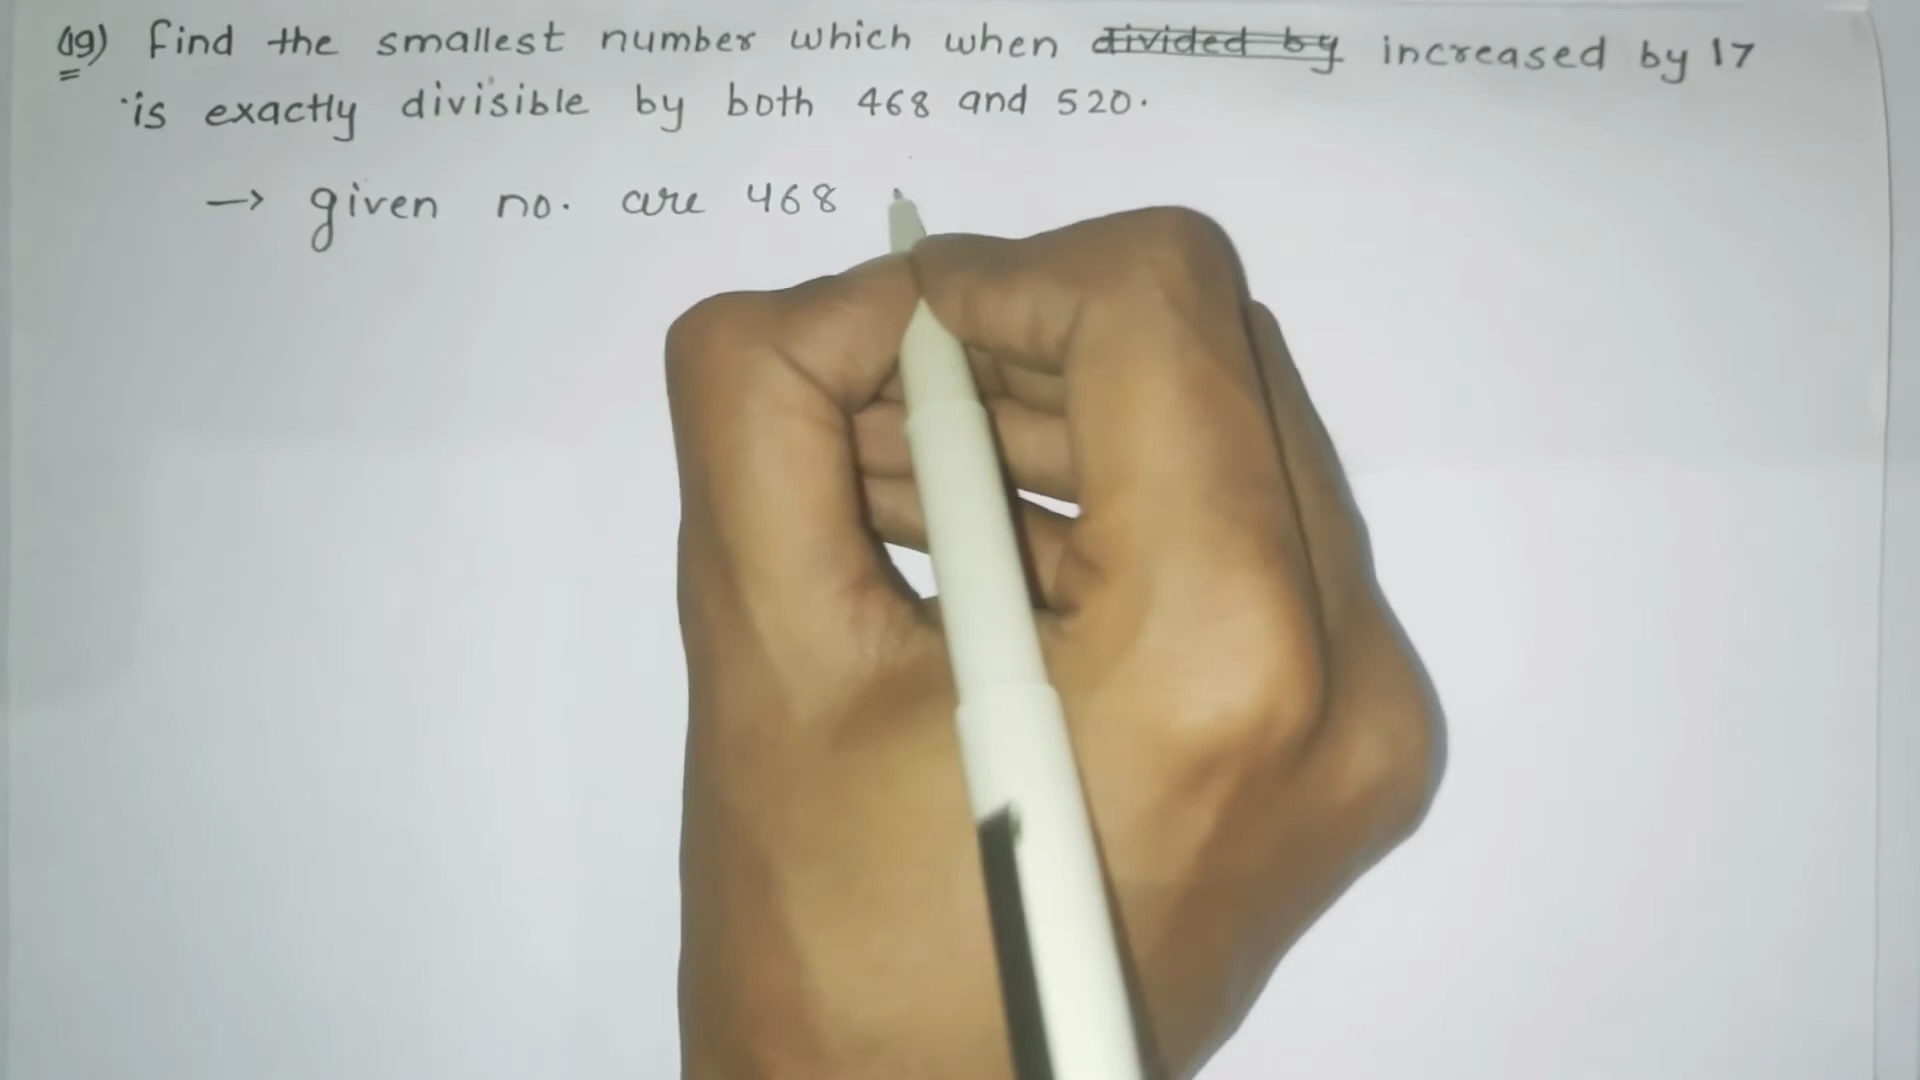 19) Find the smallest number which when divided by increased by 17
is exactly divisible by both 468 and 520.
→ given no. are 468